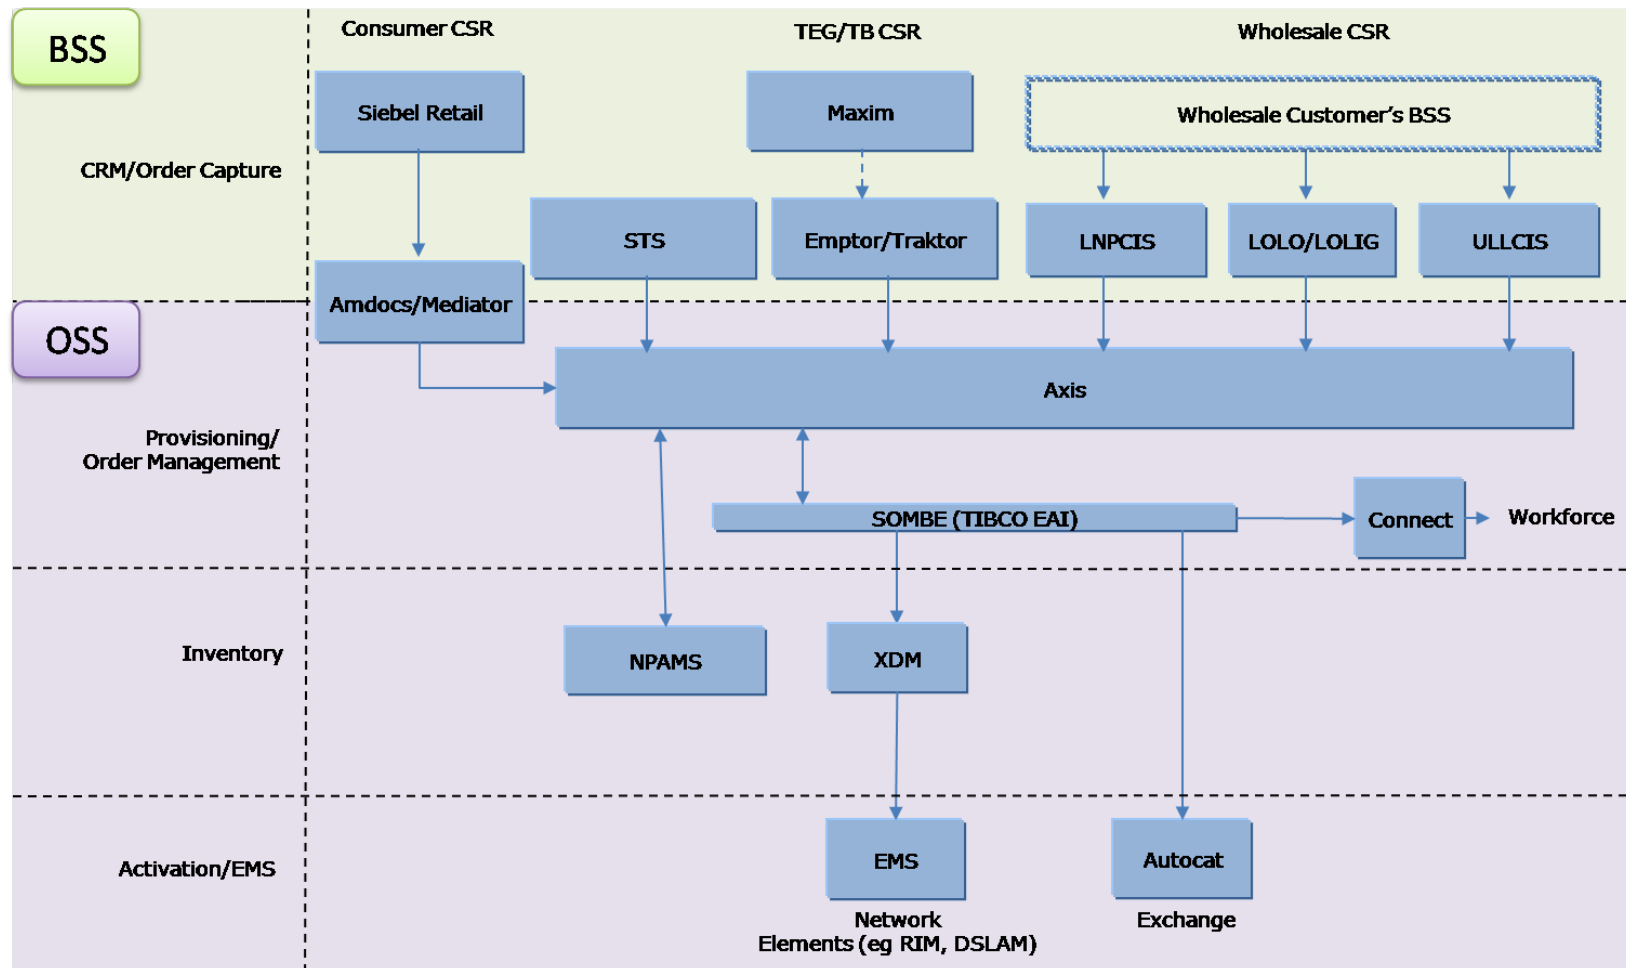 BSS
Consumer CSR
TEG/TB CSR
Wholesale CSR
Siebel Retail
Maxim
Wholesale Customer’s BSS
CRM/Order Capture
STS
Emptor/Traktor
LNPCIS
LOLO/LOLIG
ULLCIS
Amdocs/Mediator
OSS
Axis
Provisioning/
Order Management
SOMBE (TIBCO EAI)
Connect
Workforce
Inventory
NPAMS
XDM
Activation/EMS
EMS
Autocat
Network
Elements (eg RIM, DSLAM)
Exchange